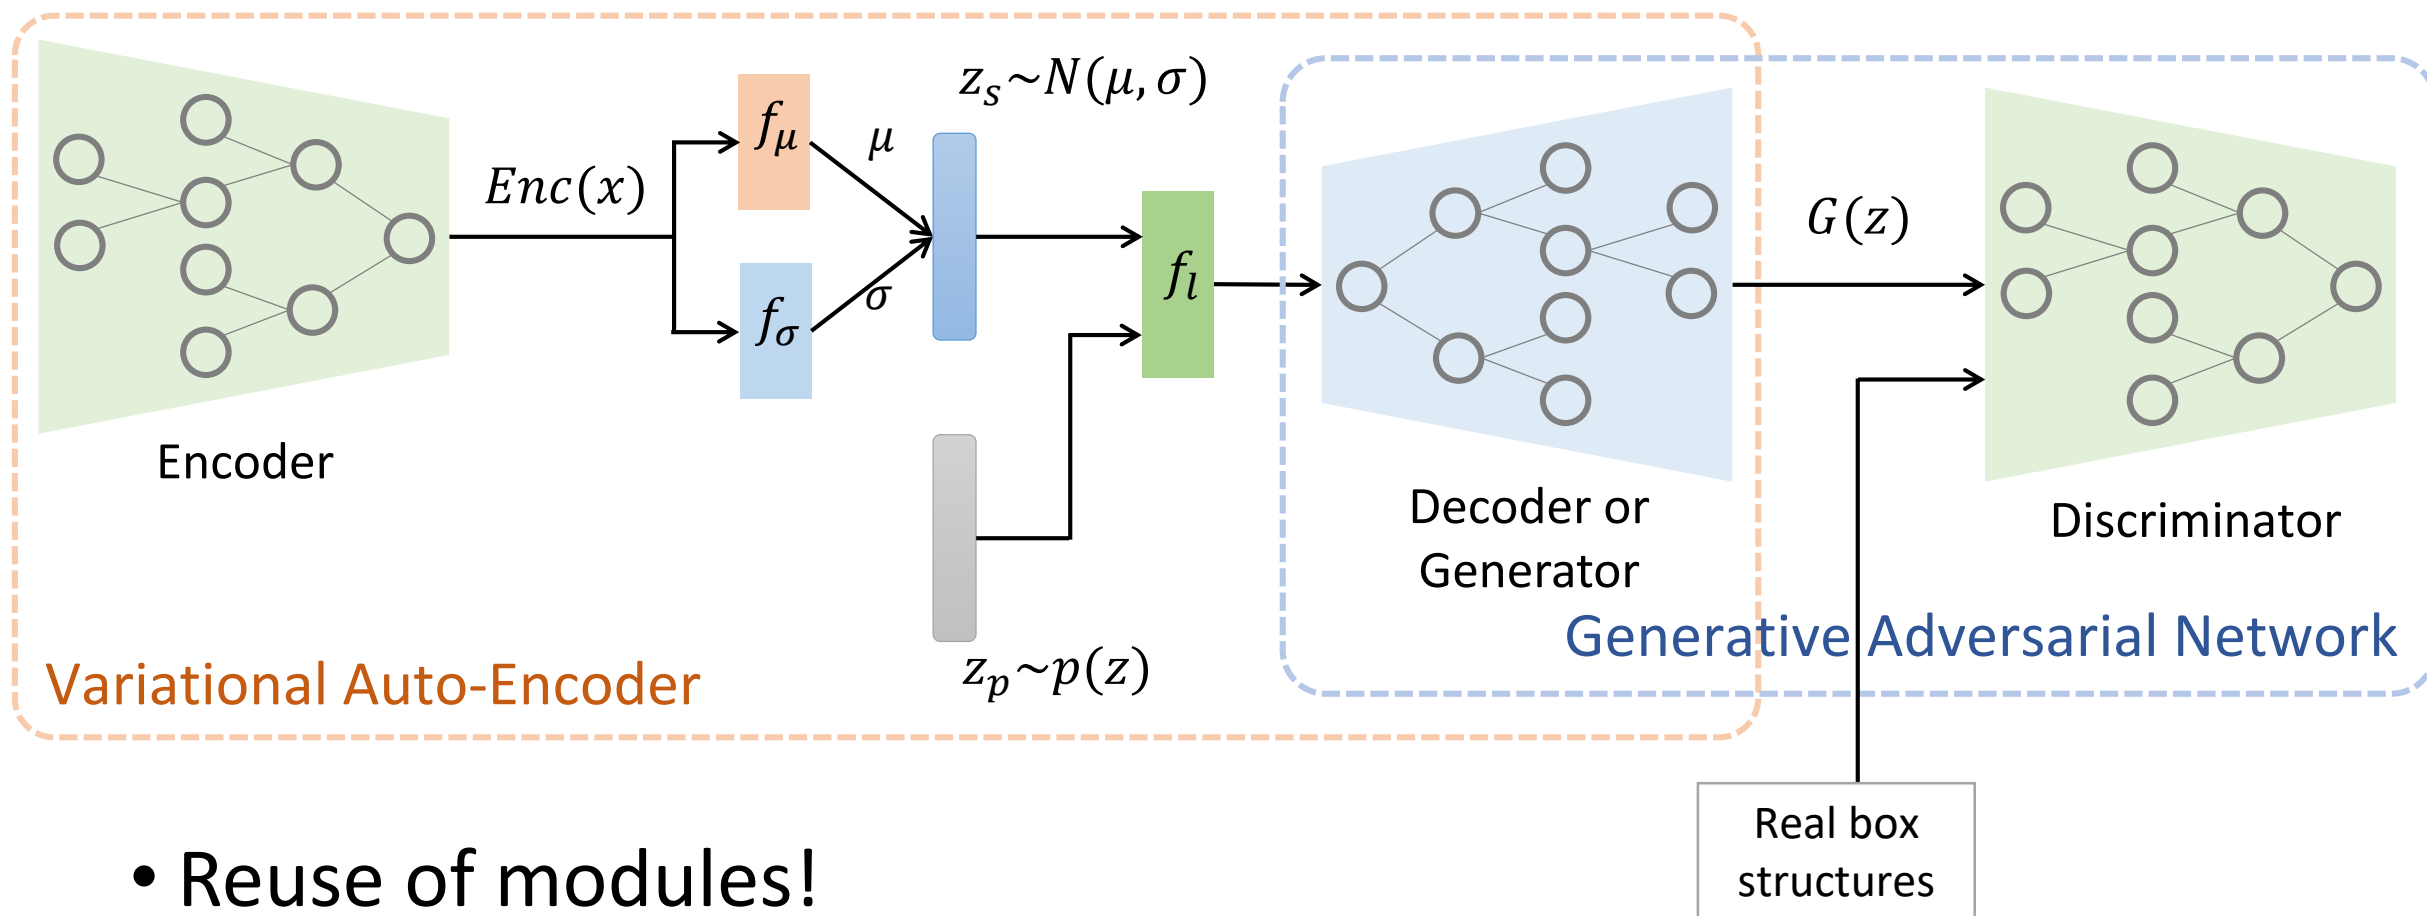 z_s~N(μ, σ)
f_μ
μ
Enc(x)
G(z)
f_l
f_σ
σ
Encoder
Decoder or
Generator
Discriminator
Generative Adversarial Network
z_p~p(z)
Variational Auto-Encoder
Real box
structures
• Reuse of modules!